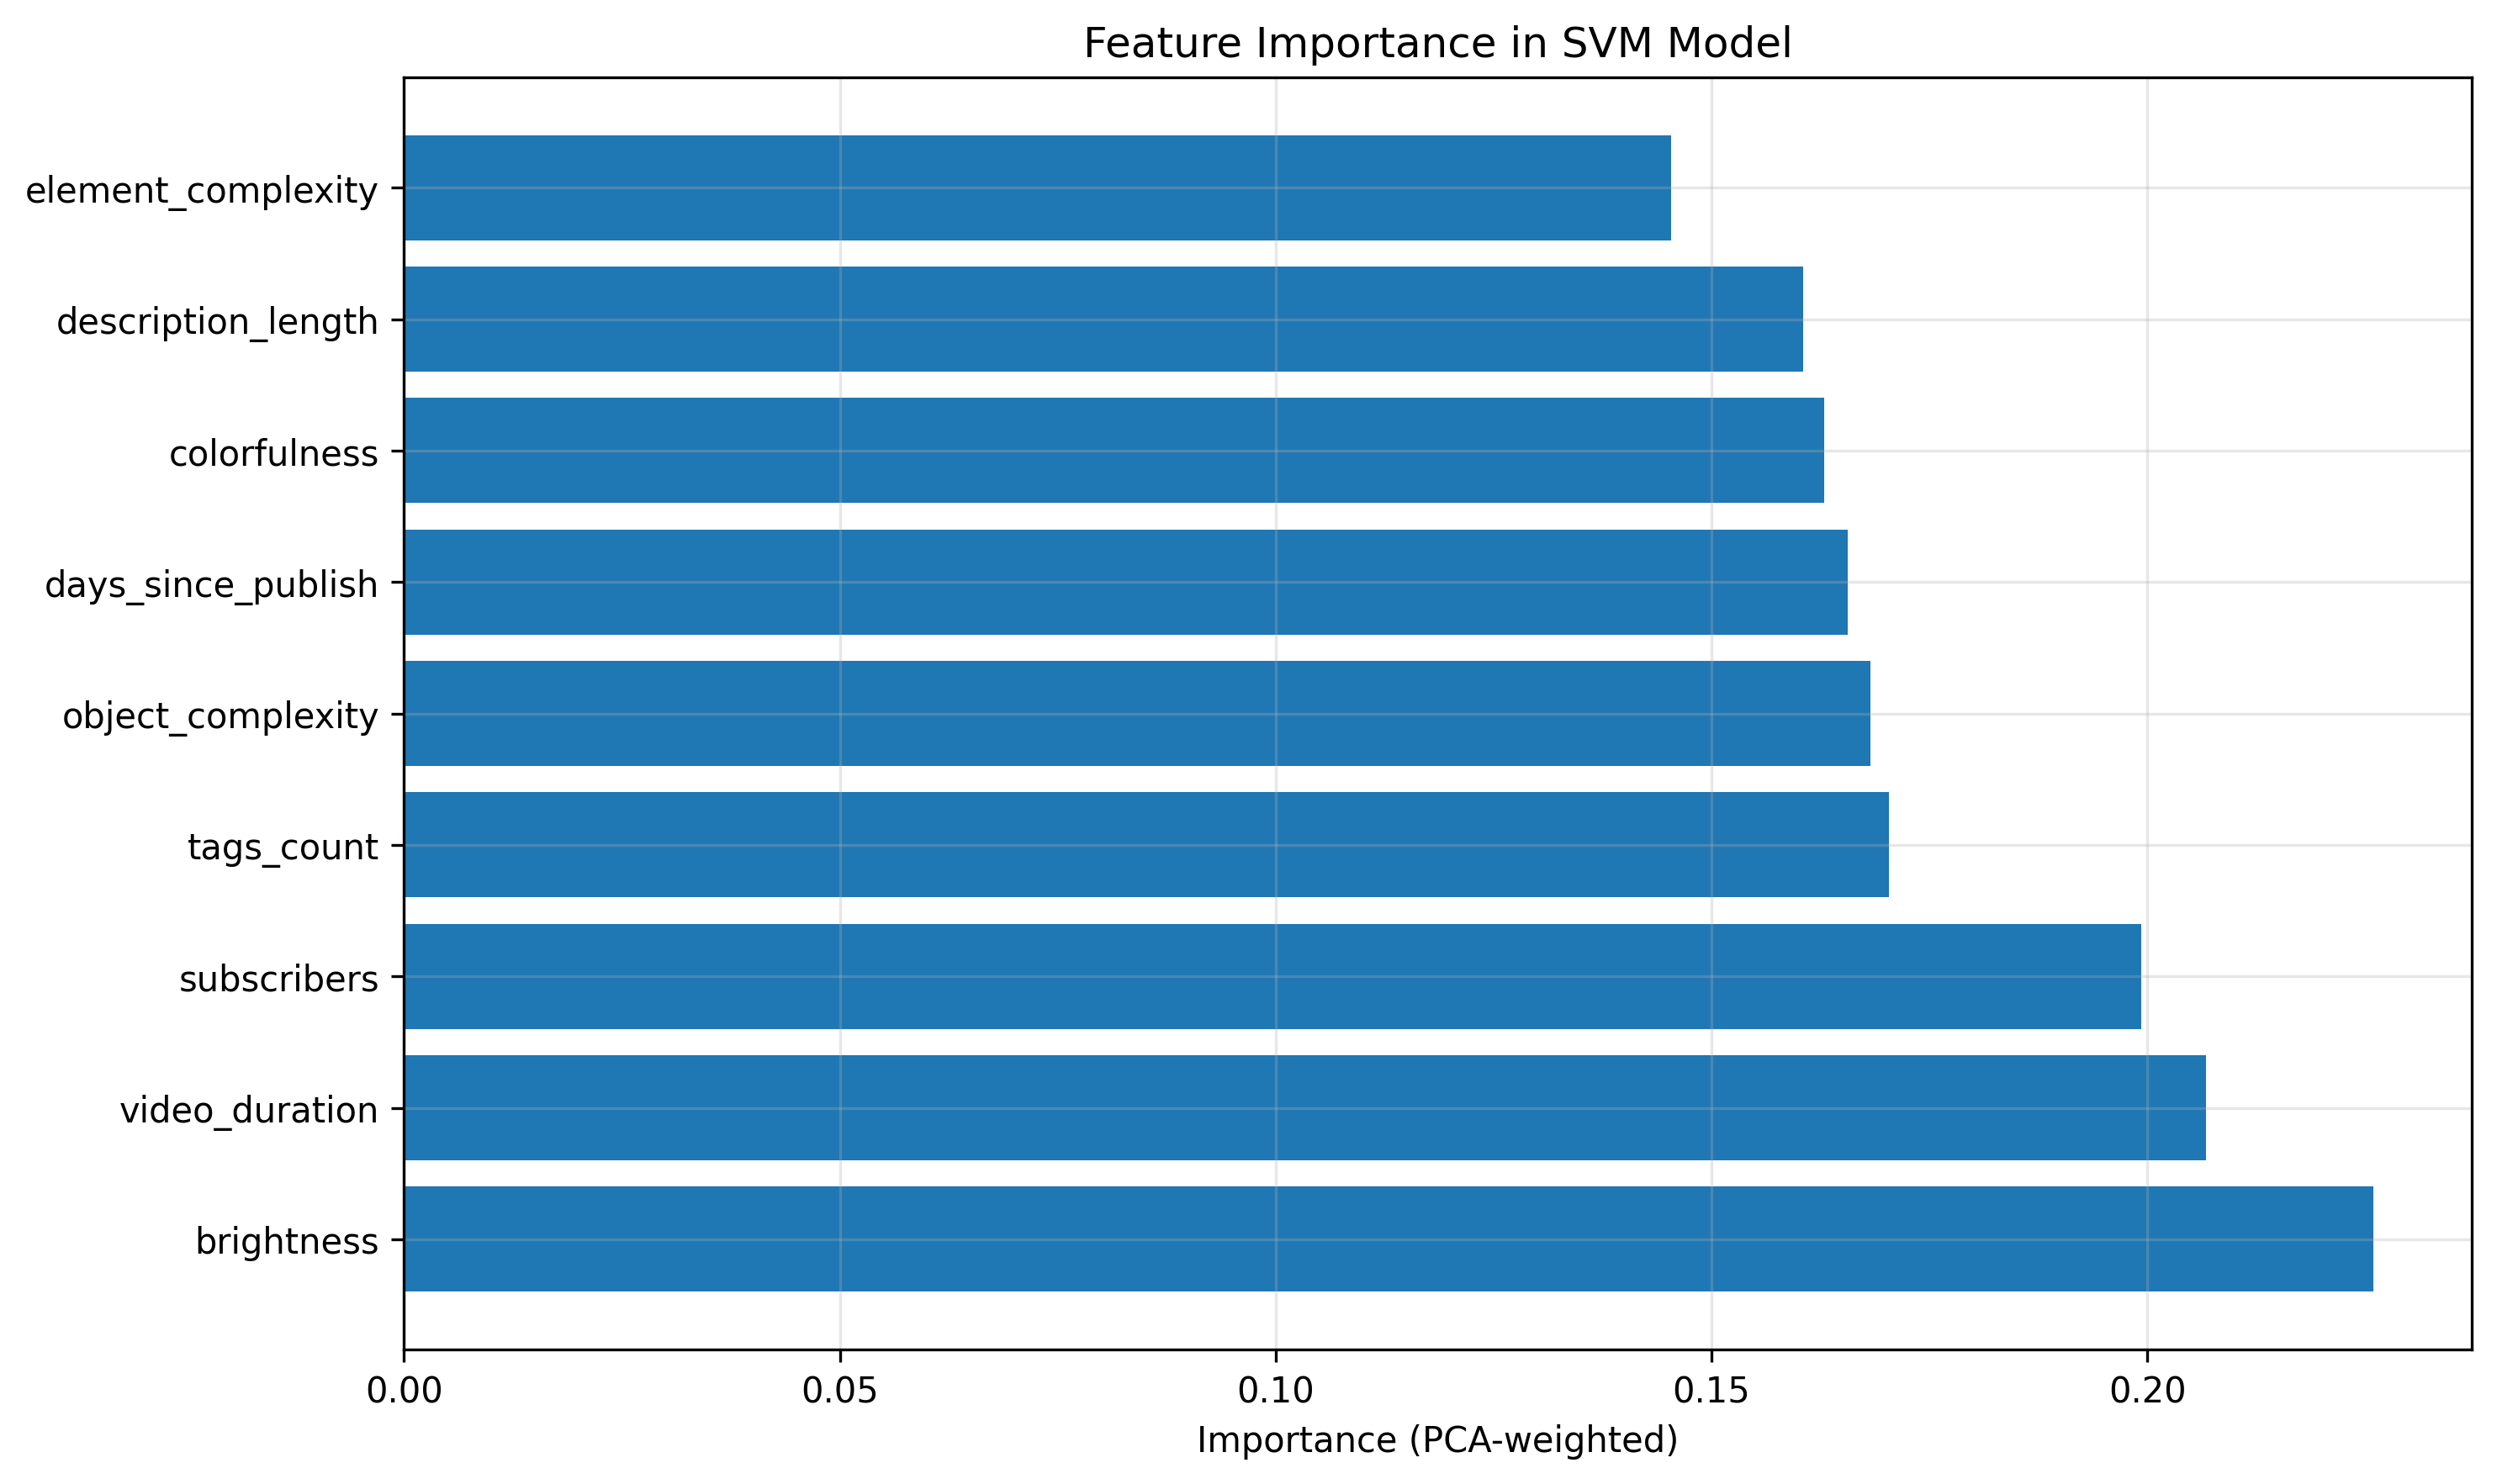 Feature Importance in SVM Model
element_complexity
description_length
colorfulness
days_since_publish
object_complexity
tags_count
subscribers
video_duration
brightness
0.00 0.05 0.10 0.15 0.20
Importance (PCA-weighted)